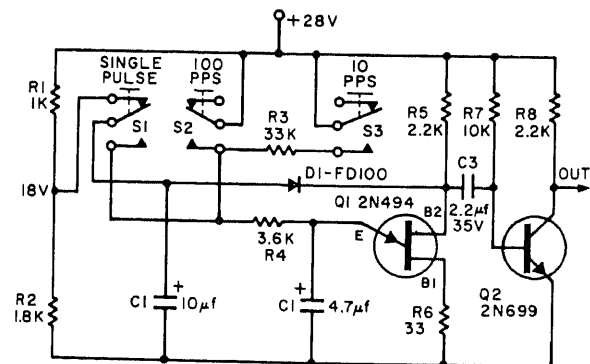 +28V
SINGLE
PULSE
100
PPS
10
PPS
R1
1K
S1
S2
R3
33K
S3
R5
2.2K
R7
10K
R8
2.2K
18V
D1-FD100
C3
OUT
Q1 2N494
B2
2.2μf
35V
E
3.6K
R4
B1
R2
1.8K
C1
+
10μf
C1
+
4.7μf
R6
33
Q2
2N699